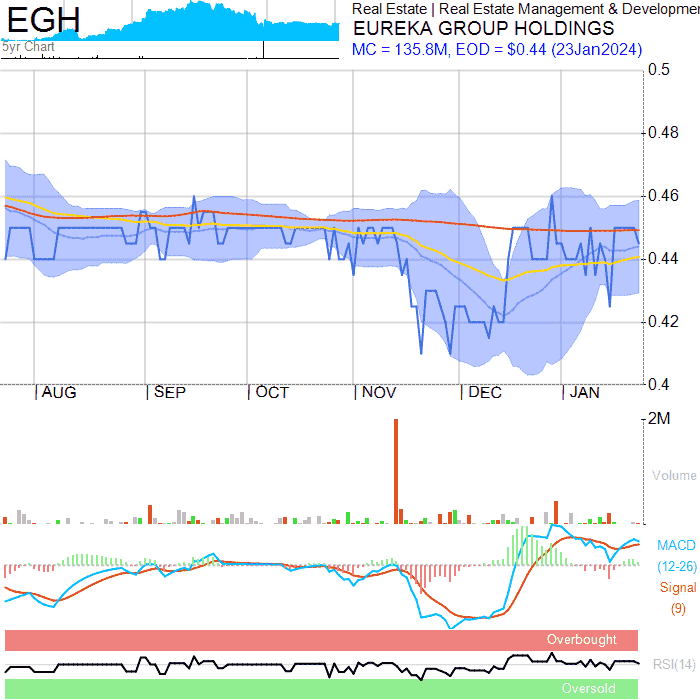 EGH
Real Estate | Real Estate Management & Developmen
EUREKA GROUP HOLDINGS
5yr Chart
MC = 135.8M, EOD = $0.44 (23Jan2024)
0.5
0.48
0.46
0.44
0.42
0.4
AUG
SEP
OCT
NOV
DEC
JAN
2M
Volume
MACD
(12-26)
Signal
(9)
Overbought
RSI(14)
Oversold